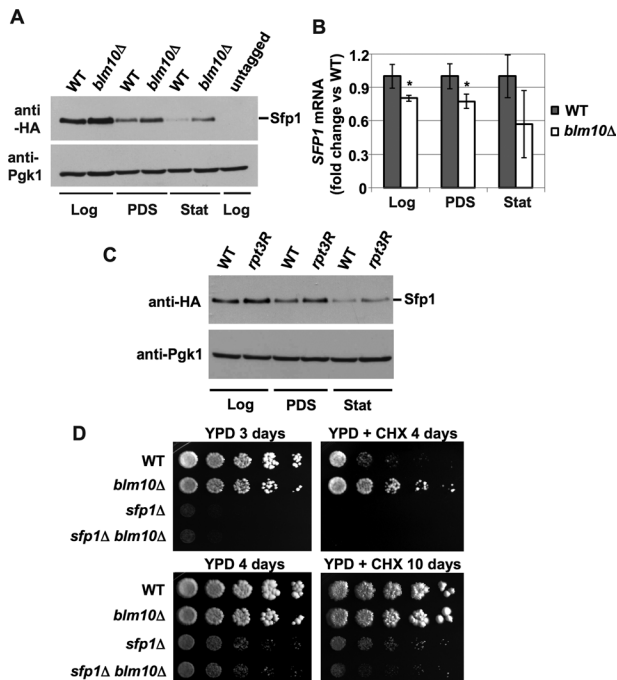 A
WT
blm10Δ
WT
blm10Δ
WT
blm10Δ
untagged
anti
-HA
Sfp1
anti-
Pgk1
Log
PDS
Stat
Log
B
SFP1 mRNA
(fold change vs WT)
1.2
0.9
0.6
0.3
0
*
*
Log
PDS
Stat
WT
blm10Δ
C
WT
rpt3R
WT
rpt3R
WT
rpt3R
anti-HA
Sfp1
anti-Pgk1
Log
PDS
Stat
D
YPD 3 days
YPD + CHX 4 days
WT
blm10Δ
sfp1Δ
sfp1Δ blm10Δ
YPD 4 days
YPD + CHX 10 days
WT
blm10Δ
sfp1Δ
sfp1Δ blm10Δ